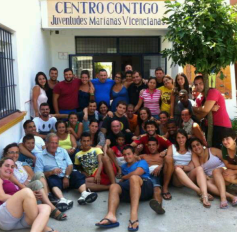 CENTRO CONTIGO
Juventudes Marianas Vicencianas